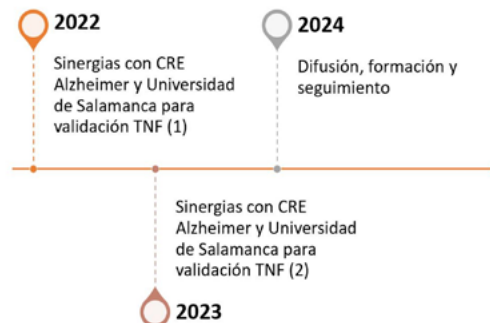 2022
Sinergias con CRE
Alzheimer y Universidad
de Salamanca para
validación TNF (1)
2024
Difusión, formación y
seguimiento
Sinergias con CRE
Alzheimer y Universidad
de Salamanca para
validación TNF (2)
2023